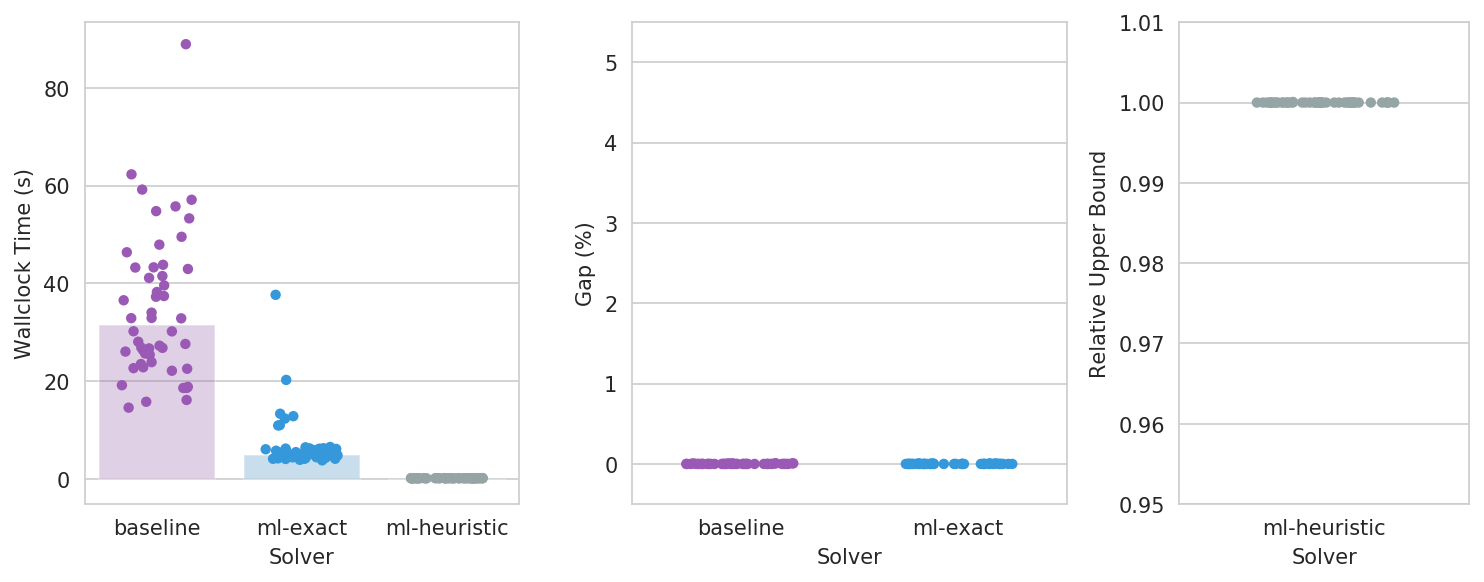 Wallclock Time (s)
80
60
40
20
0
baseline
ml-exact
ml-heuristic
Solver
Gap (%)
5
4
3
2
1
0
baseline
ml-exact
Solver
Relative Upper Bound
1.01
1.00
0.99
0.98
0.97
0.96
0.95
ml-heuristic
Solver